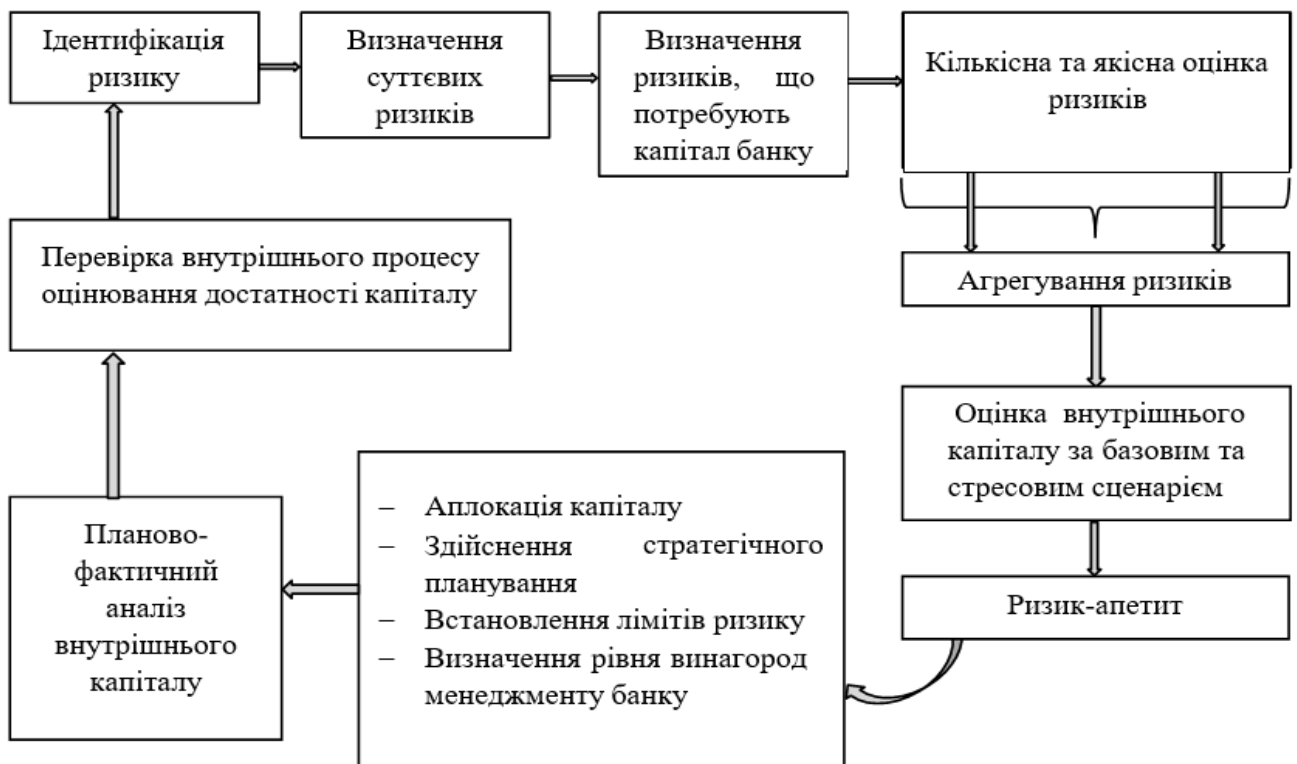 Ідентифікація
ризику
Визначення
суттєвих
ризиків
Визначення
ризиків, що
потребують
капітал банку
Кількісна та якісна оцінка
ризиків
Агрегування ризиків
Оцінка внутрішнього
капіталу за базовим та
стресовим сценарієм
Ризик-апетит
– Аплокація капіталу
– Здійснення стратегічного
планування
– Встановлення лімітів ризику
– Визначення рівня винагород
менеджменту банку
Планово-
фактичний
аналіз
внутрішнього
капіталу
Перевірка внутрішнього процесу
оцінювання достатності капіталу